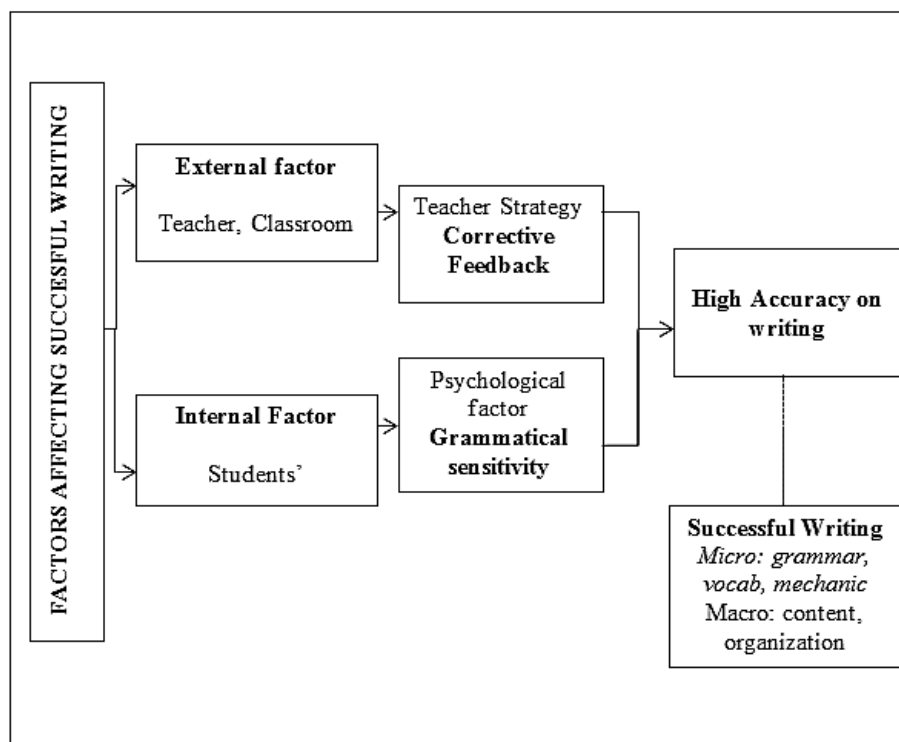 FACTORS AFFECTING SUCCESFUL WRITING
External factor
Teacher, Classroom
Teacher Strategy
Corrective
Feedback
High Accuracy on
writing
Internal Factor
Students’
Psychological
factor
Grammatical
sensitivity
Successful Writing
Micro: grammar,
vocab, mechanic
Macro: content,
organization